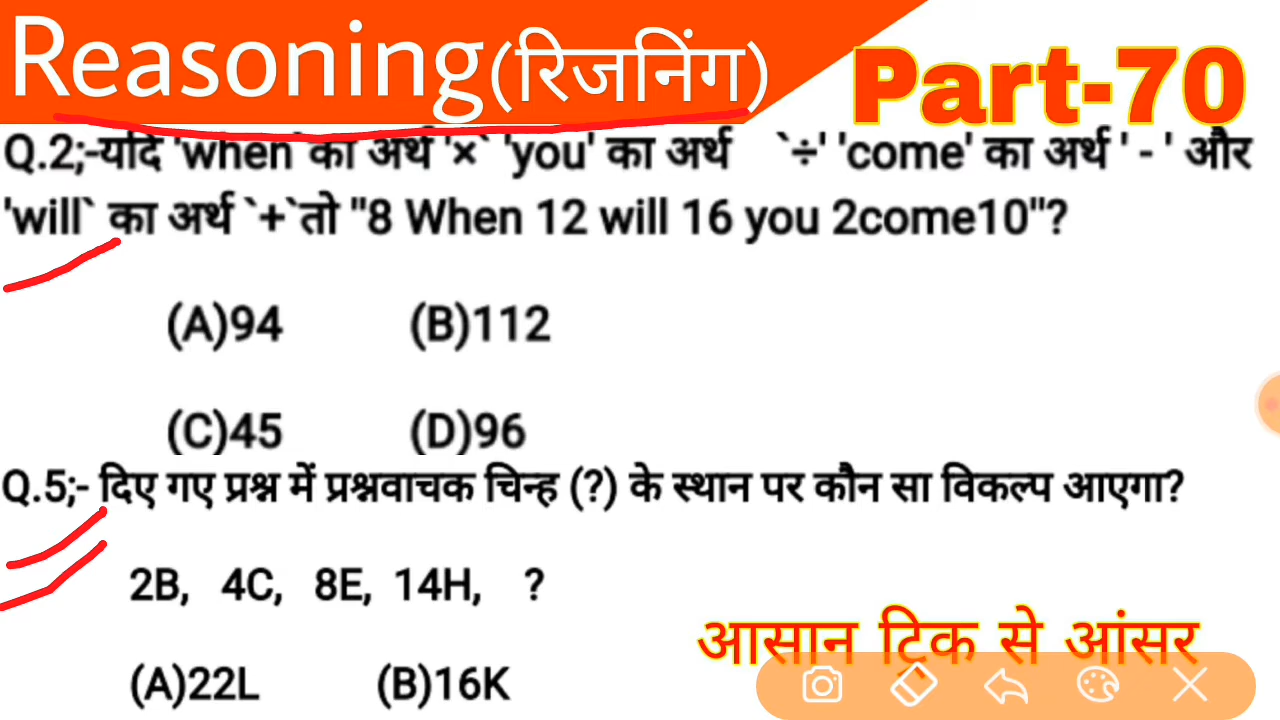 Reasoning(रिजनिंग)
Part-70
Q.2;-यदि 'when`का अर्थ '×` 'you' का अर्थ `÷' 'come' का अर्थ ' - ' और
'will` का अर्थ `+`तो "8 When 12 will 16 you 2come10"?
(A)94 (B)112
(C)45 (D)96
Q.5;- दिए गए प्रश्न में प्रश्नवाचक चिन्ह (?) के स्थान पर कौन सा विकल्प आएगा?
2B, 4C, 8E, 14H, ?
आसान टिक से आंसर
(A)22L (B)16K